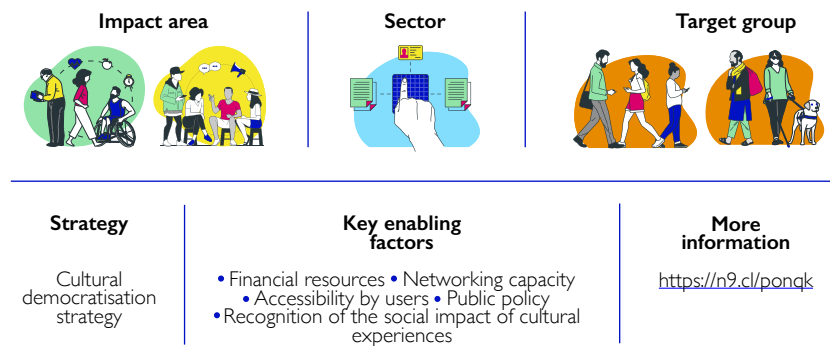 Impact area
Sector
Target group
Strategy
Cultural
democratisation
strategy
Key enabling
factors
• Financial resources • Networking capacity
• Accessibility by users • Public policy
• Recognition of the social impact of cultural
experiences
More
information
https://n9.cl/ponqk